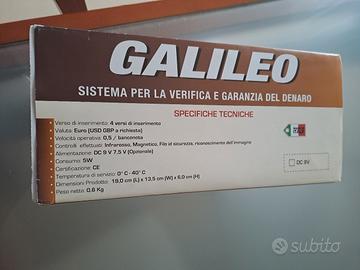 GALILEO
SISTEMA PER LA VERIFICA E GARANZIA DEL DENARO
SPECIFICHE TECNICHE
Verso di inserimento: 4 versi di inserimento
Valuta: Euro (USD GBP a richiesta)
Velocità operativa: 0,5 / banconota
Controlli effettuati: Infrarosso, Magnetico, Filo di sicurezza, riconoscimento dell'immagine
Alimentazione: DC 9 V 7.5 V (Opzionale)
Consumo: 5W
Certificazione: CE
Temperatura di servizio: 0° C - 40° C
Dimensioni Prodotto: 19,0 cm (L) x 13,5 cm (W) x 6,0 cm (H)
Peso netto: 0,6 Kg
DC 9V
subito